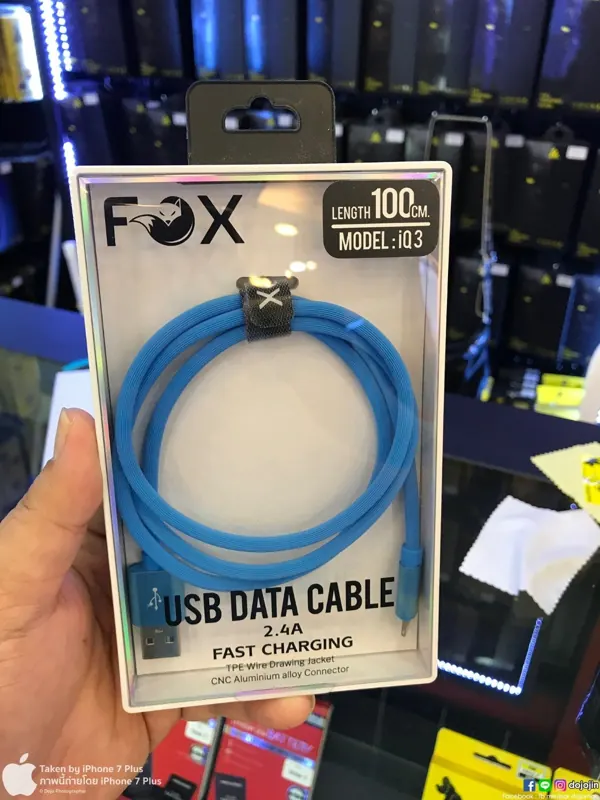 FOX
LENGTH 100CM.
MODEL : iQ3
X
USB DATA CABLE
2.4A
FAST CHARGING
TPE Wire Drawing Jacket
CNC Aluminium alloy Connector
Taken by iPhone 7 Plus
ภาพนี้ถ่ายโดย iPhone 7 Plus
dojojin